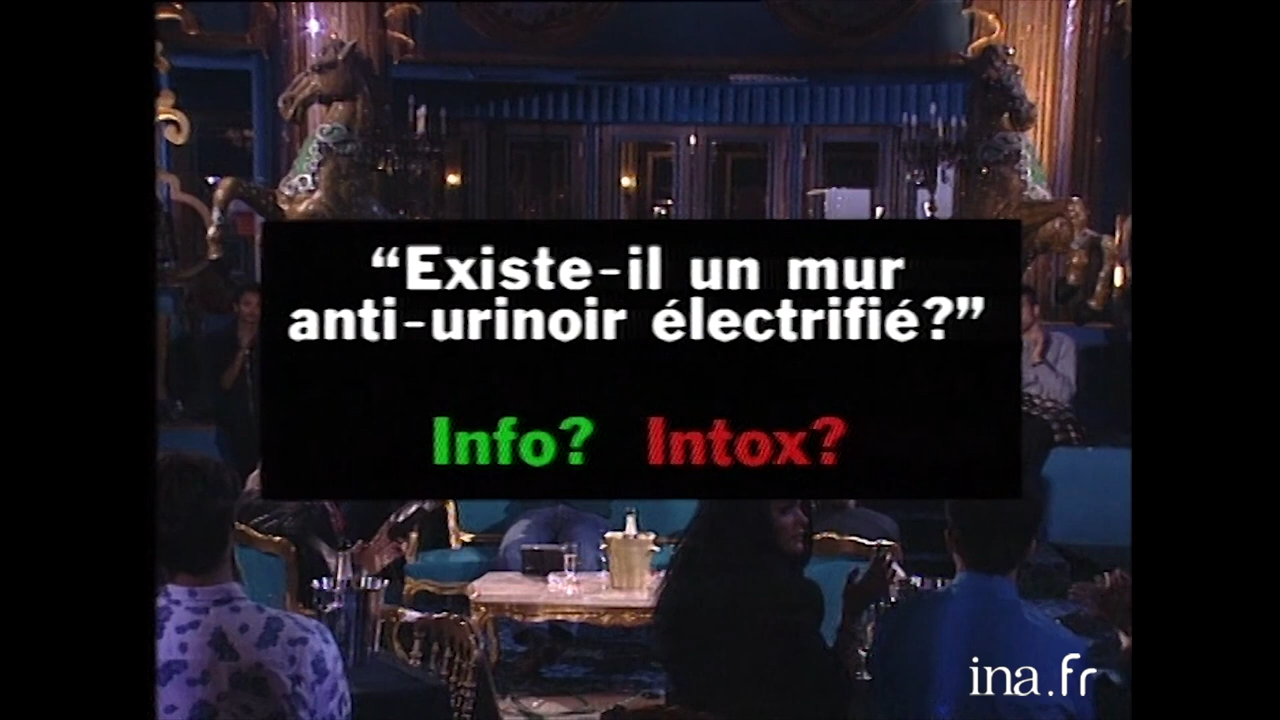 “Existe-il un mur
anti-urinoir électrifié?”
Info? Intox?
ina.fr